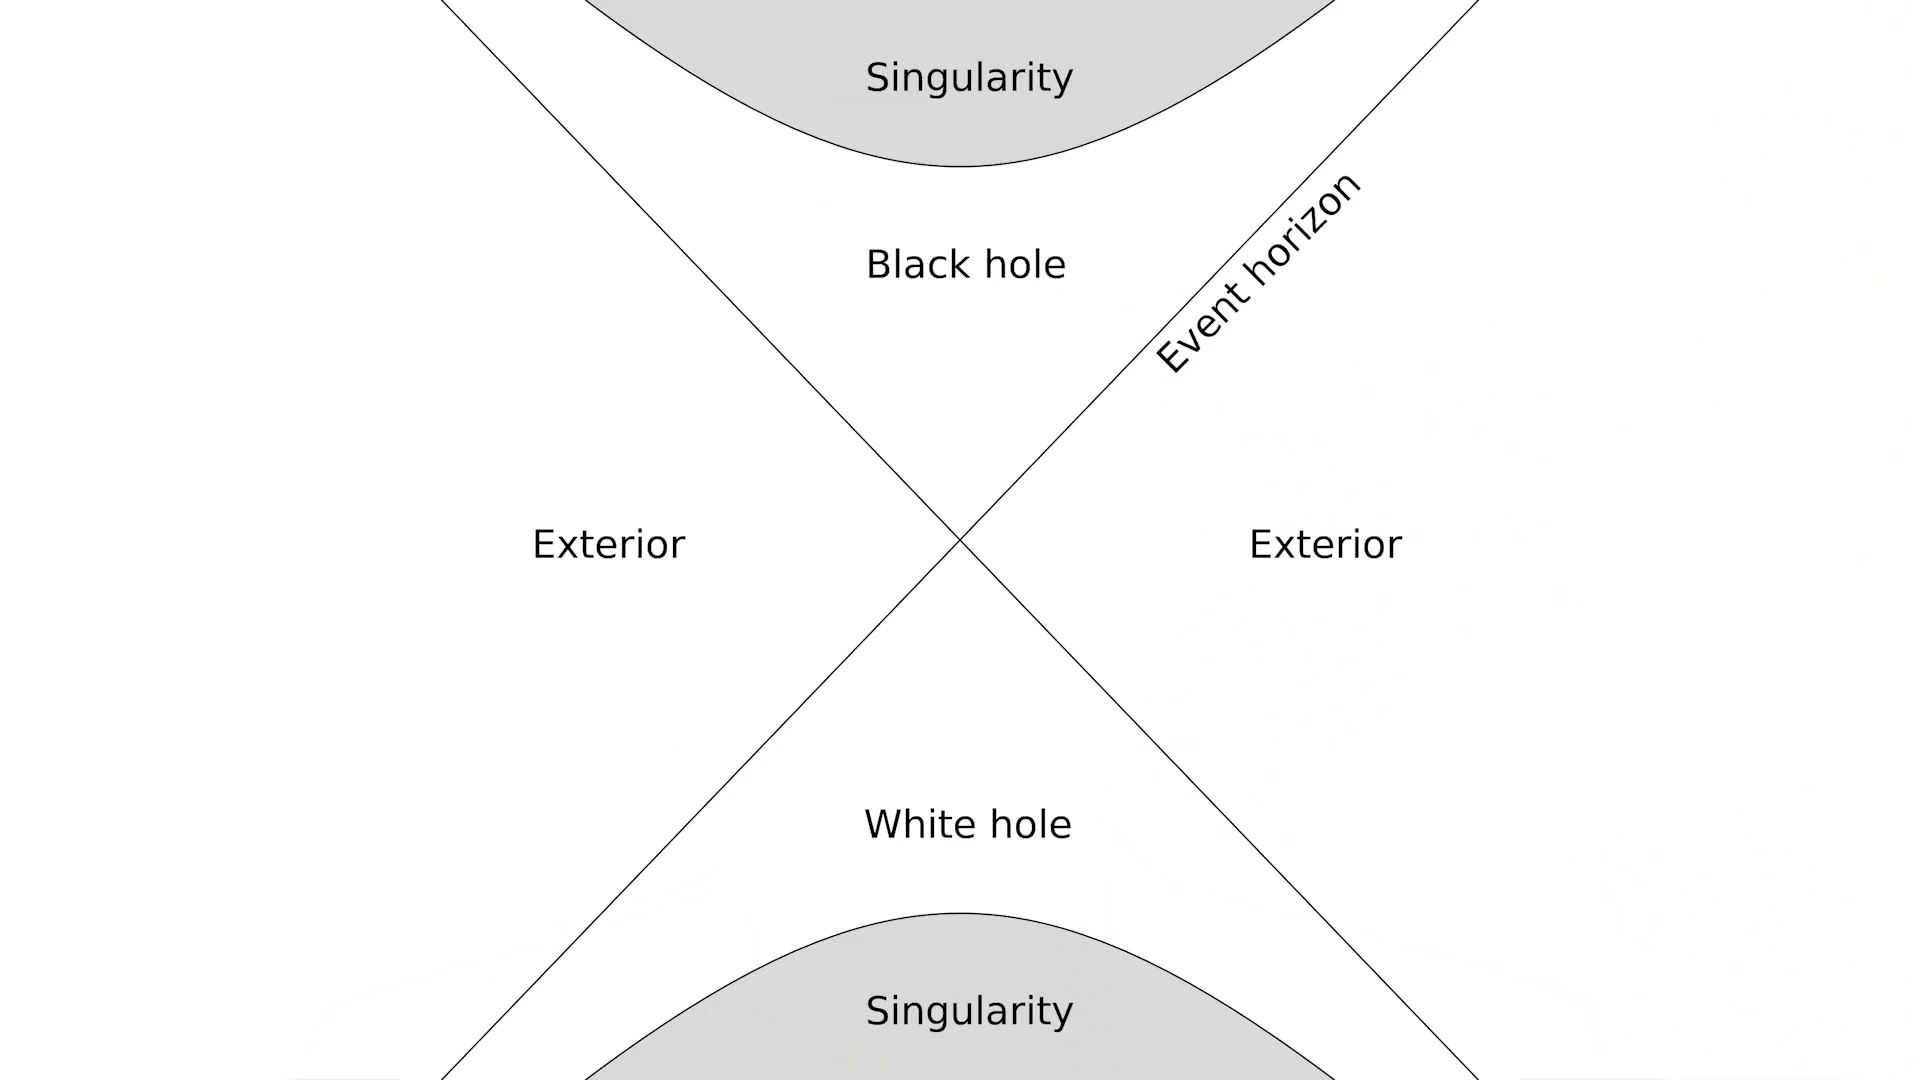 Singularity
Black hole
Event horizon
Exterior
Exterior
White hole
Singularity